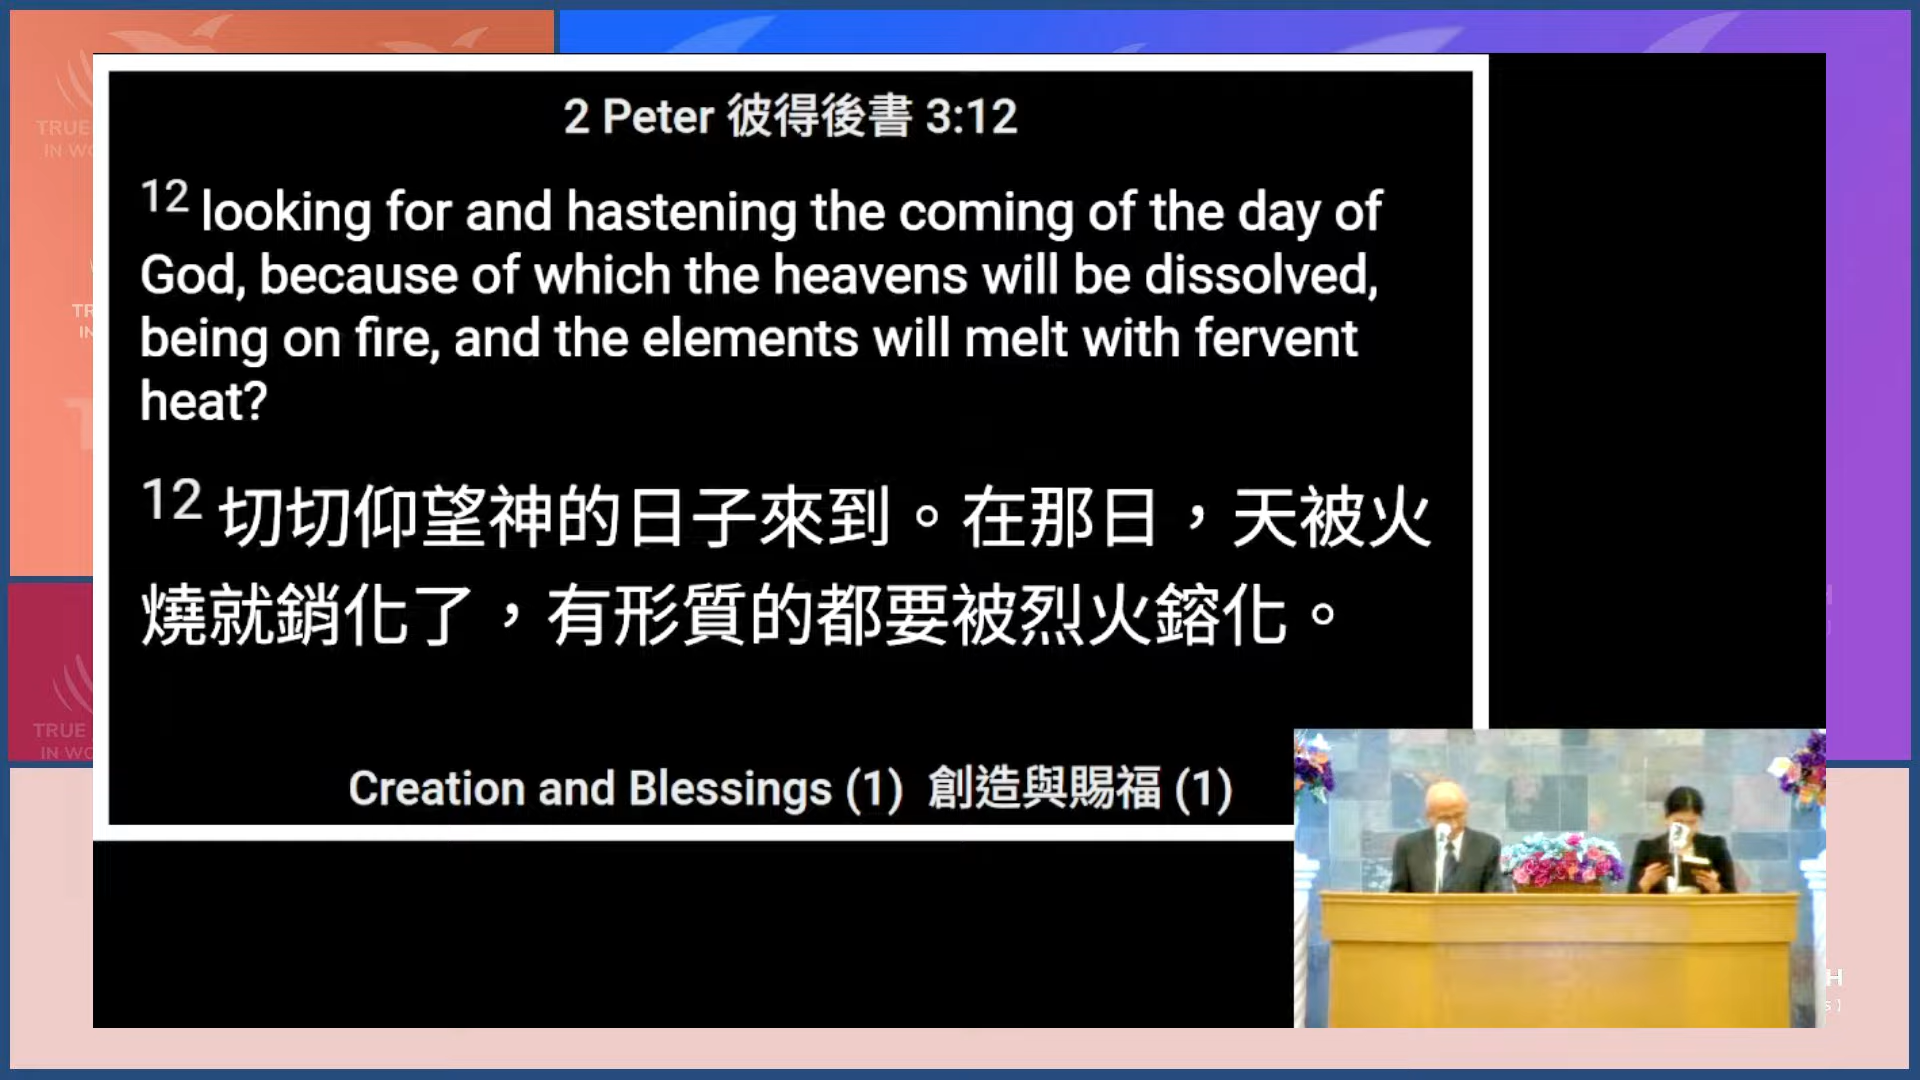 2 Peter 彼得後書 3:12
12 looking for and hastening the coming of the day of
God, because of which the heavens will be dissolved,
being on fire, and the elements will melt with fervent
heat?
12 切切仰望神的日子來到。在那日，天被火
燒就銷化了，有形質的都要被烈火鎔化。
Creation and Blessings (1) 創造與賜福 (1)
TRUE
TRUE